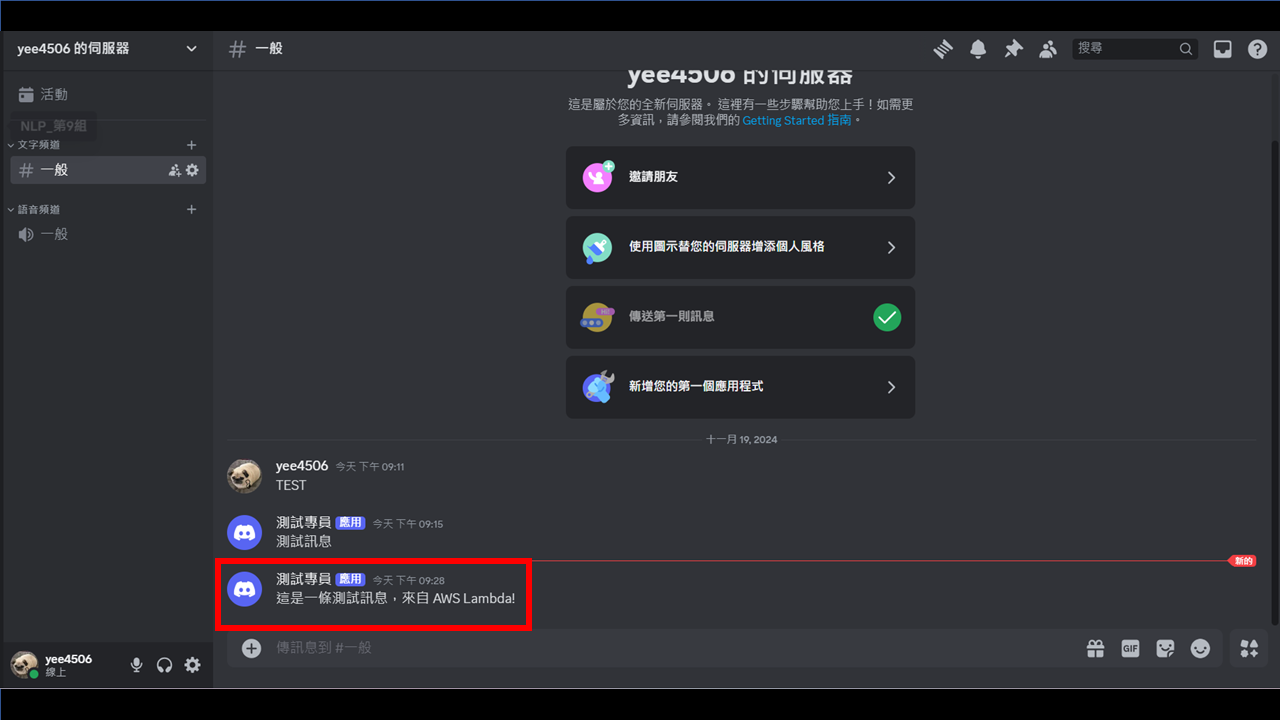 yee4506 的伺服器
一般
搜尋
活動
NLP_第9組
文字頻道
一般
語音頻道
一般
yee4506 的伺服器
這是屬於您的全新伺服器。 這裡有一些步驟幫助您上手！如需更
多資訊，請參閱我們的 Getting Started 指南。
邀請朋友
使用圖示替您的伺服器增添個人風格
傳送第一則訊息
新增您的第一個應用程式
十一月 19, 2024
yee4506 今天 下午 09:11
TEST
測試專員 應用 今天 下午 09:15
測試訊息
新的
測試專員 應用 今天 下午 09:28
這是一條測試訊息，來自 AWS Lambda!
傳訊息到 #一般
GIF
yee4506
線上